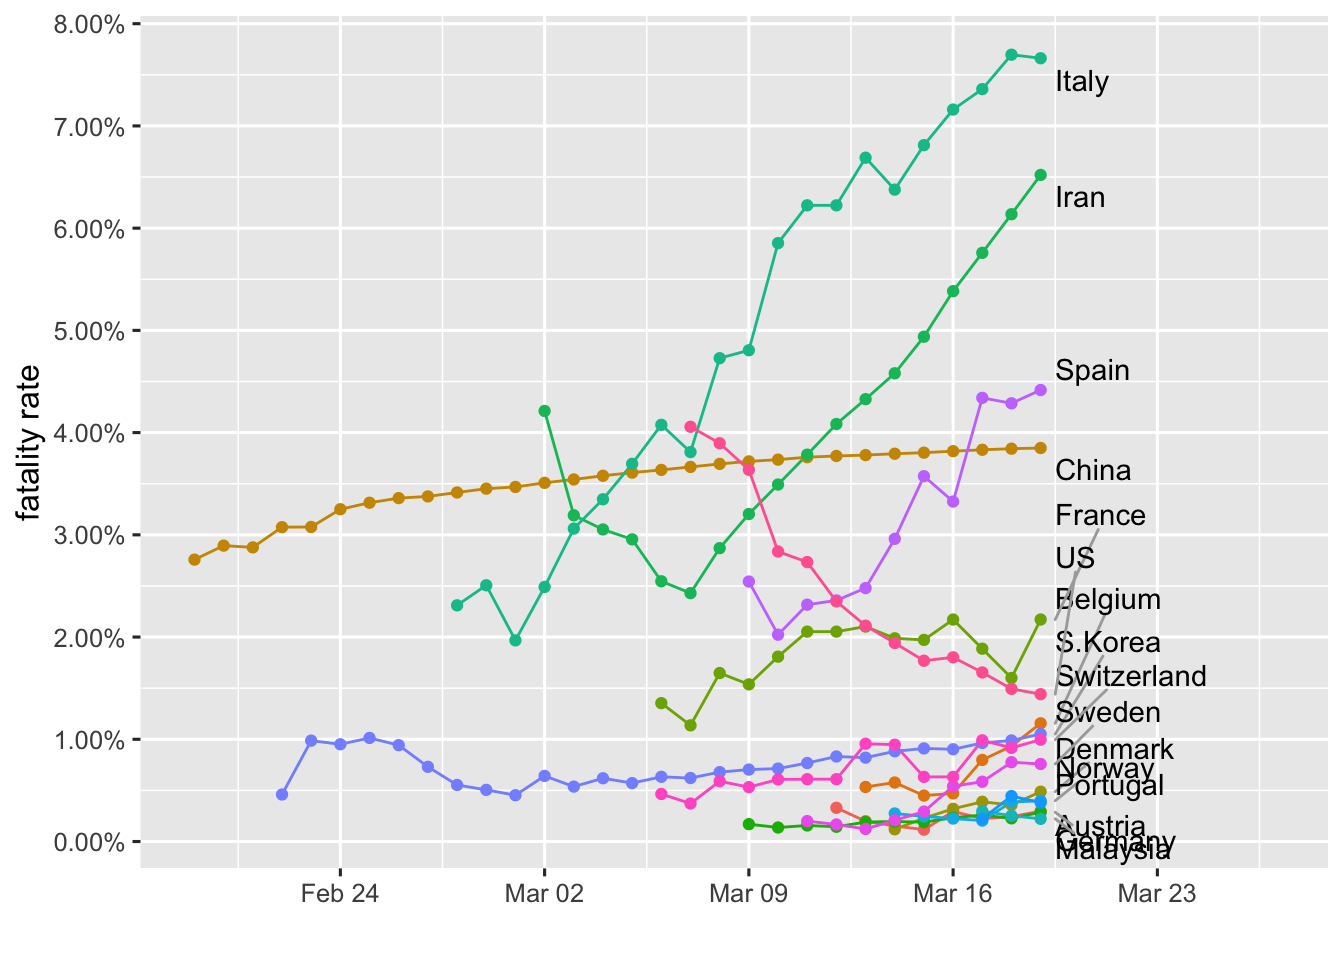 8.00%
7.00%
6.00%
5.00%
4.00%
3.00%
2.00%
1.00%
0.00%
fatality rate
Italy
Iran
Spain
China
France
US
Belgium
S.Korea
Switzerland
Sweden
Denmark
Norway
Portugal
Austria
Germany
Malaysia
Feb 24
Mar 02
Mar 09
Mar 16
Mar 23